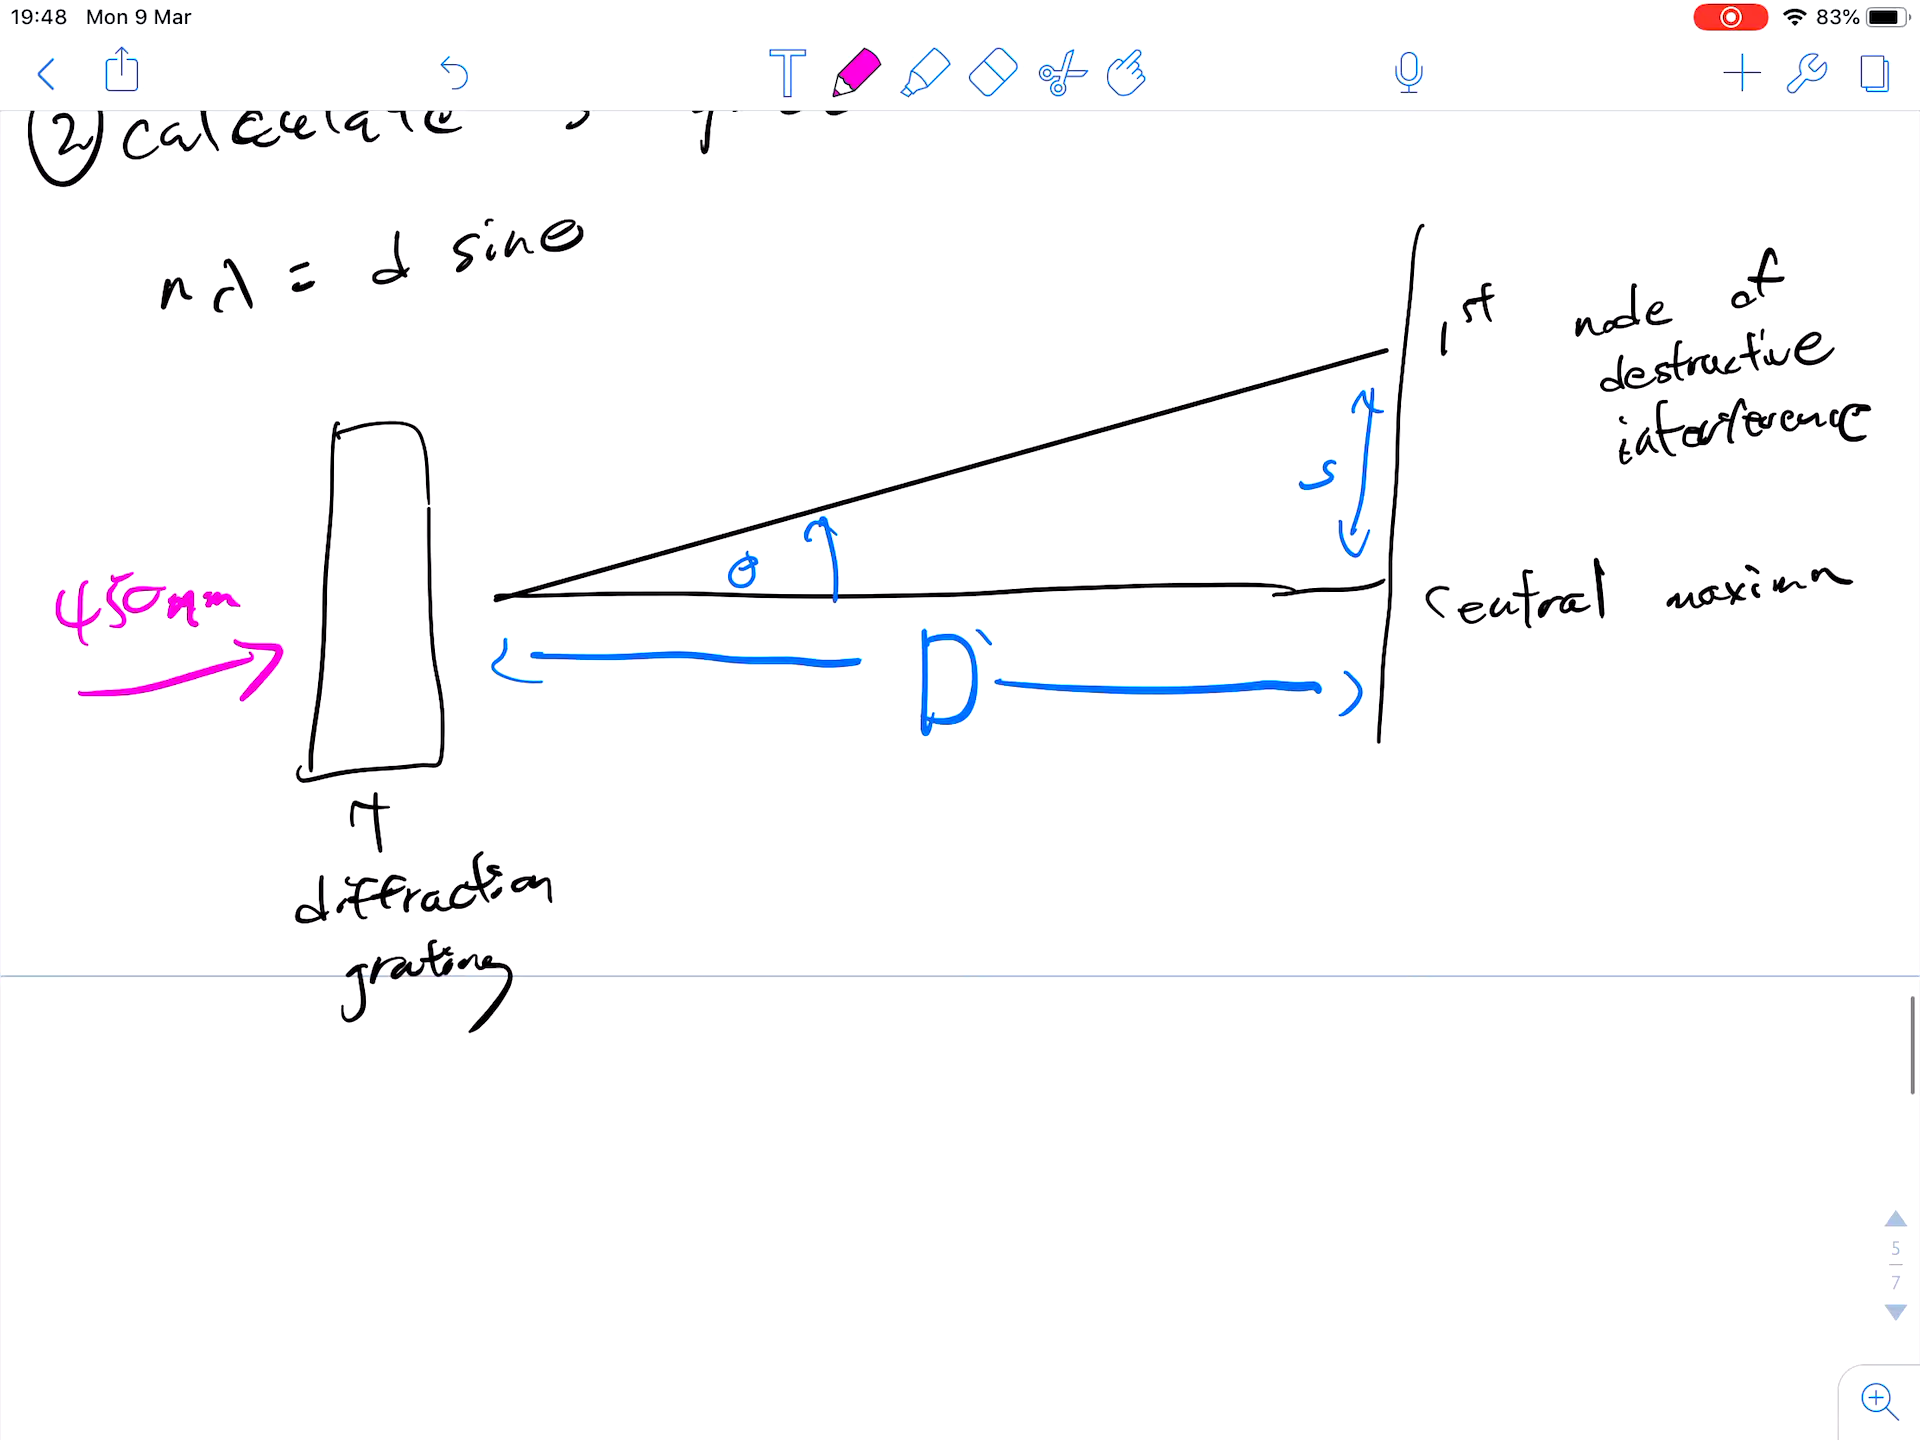 19:48 Mon 9 Mar
83%
T
② Calculate
nλ = d sinθ
1st node of
destructive
interference
S
θ
450nm
central maxima
D
diffraction
grating
5
7